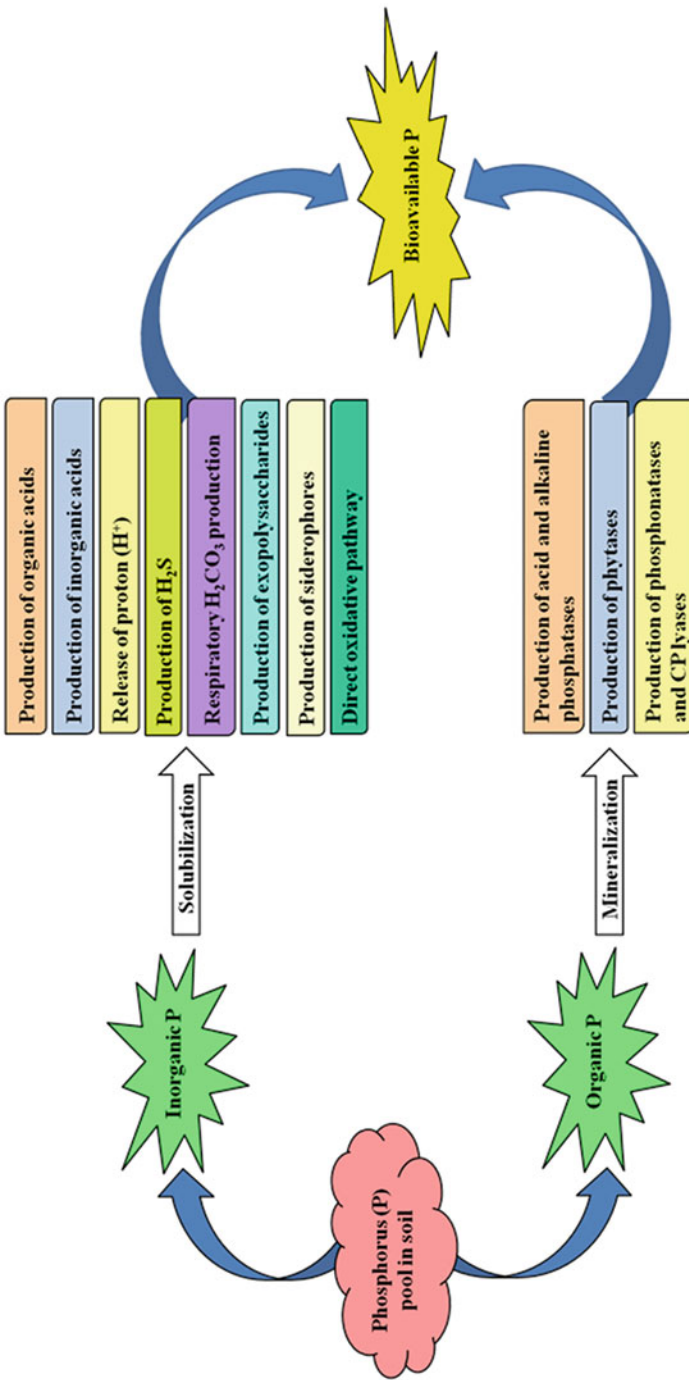 Phosphorus (P)
pool in soil
Inorganic P
Solubilization
Production of organic acids
Production of inorganic acids
Release of proton (H⁺)
Production of H₂S
Respiratory H₂CO₃ production
Production of exopolysaccharides
Production of siderophores
Direct oxidative pathway
Organic P
Mineralization
Production of acid and alkaline
phosphatases
Production of phytases
Production of phosphonatases
and CP lyases
Bioavailable P